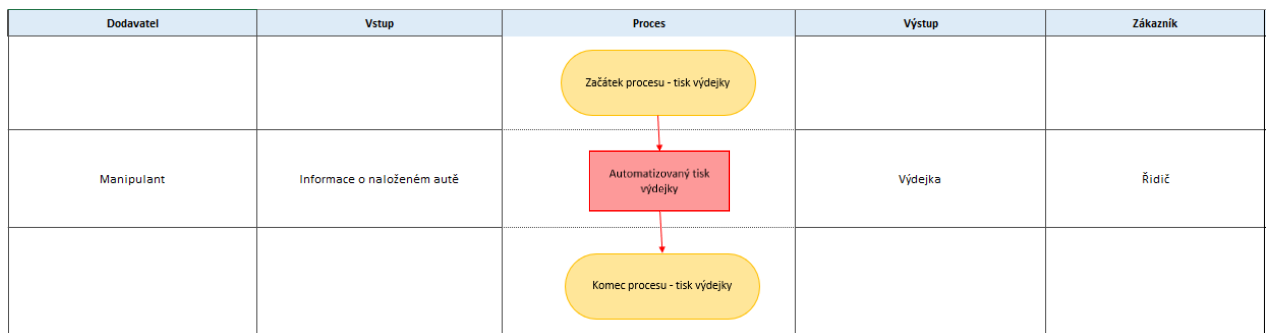 Dodavatel Vstup Proces Výstup Zákazník
Začátek procesu - tisk výdejky
Manipulant Informace o naloženém autě Automatizovaný tisk
výdejky Výdejka Řidič
Komec procesu - tisk výdejky